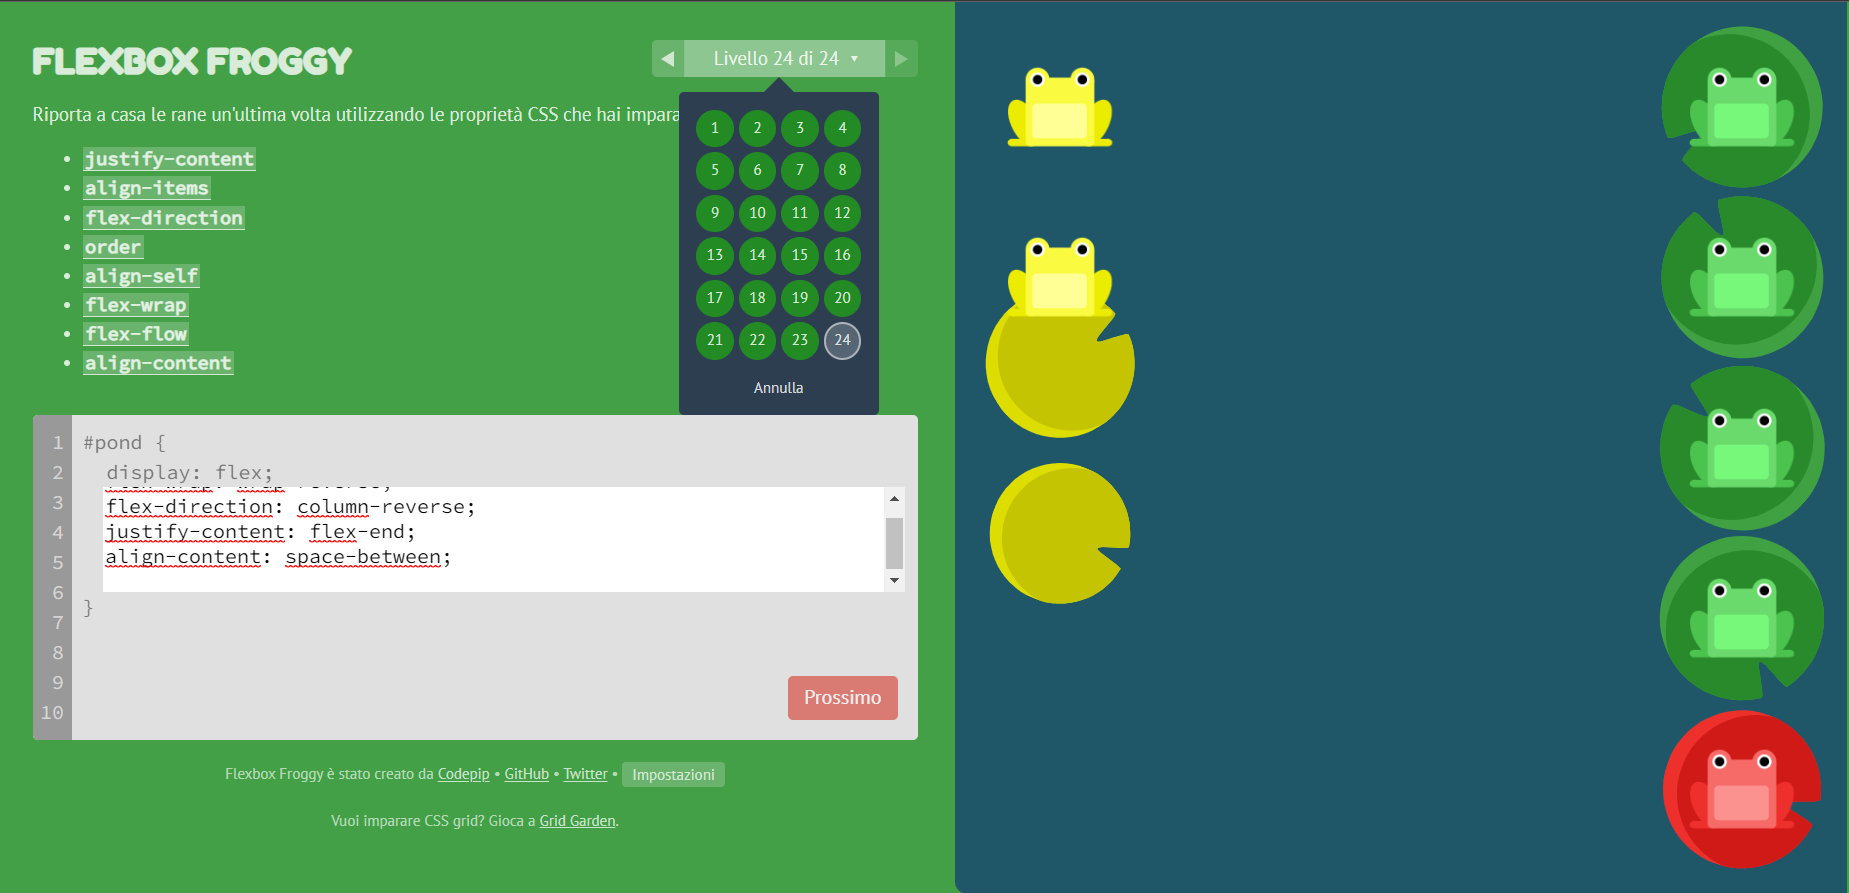 FLEXBOX FROGGY
◀ Livello 24 di 24 ▾ ▶
Riporta a casa le rane un'ultima volta utilizzando le proprietà CSS che hai impara
• justify-content
• align-items
• flex-direction
• order
• align-self
• flex-wrap
• flex-flow
• align-content
1 2 3 4
5 6 7 8
9 10 11 12
13 14 15 16
17 18 19 20
21 22 23 24
Annulla
1 #pond {
2 display: flex;
flex-wrap: wrap-reverse;
3 flex-direction: column-reverse;
4 justify-content: flex-end;
5 align-content: space-between;
6 }
7
8
9
10
Prossimo
Flexbox Froggy è stato creato da Codepip • GitHub • Twitter • Impostazioni
Vuoi imparare CSS grid? Gioca a Grid Garden.